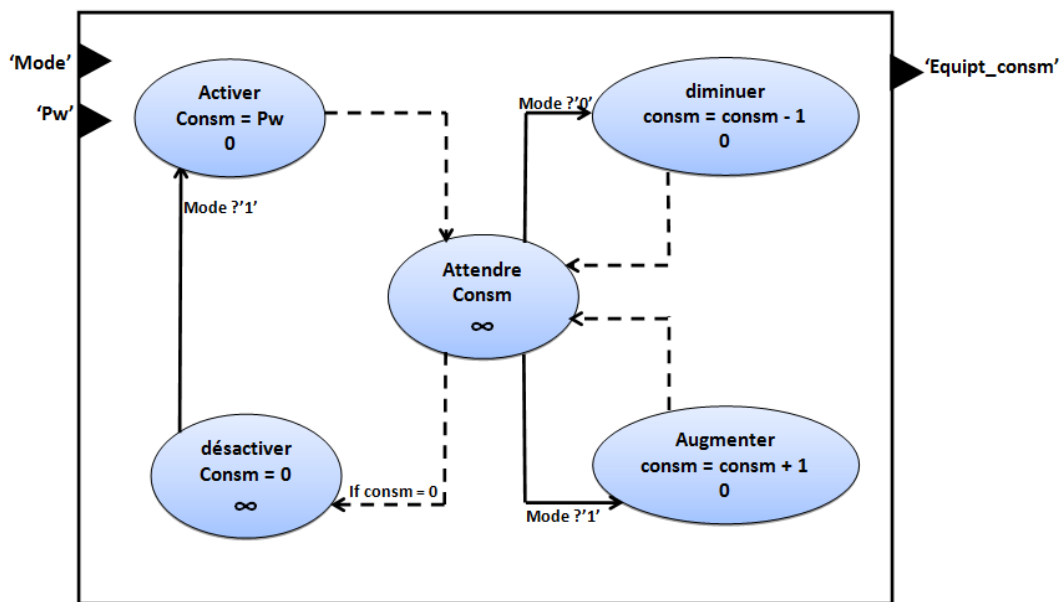 ‘Mode’
‘Pw’
‘Equipt_consm’
Activer
Consm = Pw
0
Mode ?’0’
diminuer
consm = consm - 1
0
Mode ?’1’
Attendre
Consm
∞
désactiver
Consm = 0
∞
If consm = 0
Augmenter
consm = consm + 1
0
Mode ?’1’